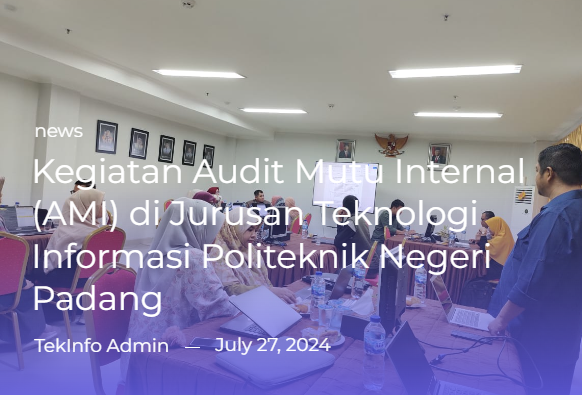 news
Kegiatan Audit Mutu Internal
(AMI) di Jurusan Teknologi
Informasi Politeknik Negeri
Padang
TekInfo Admin — July 27, 2024